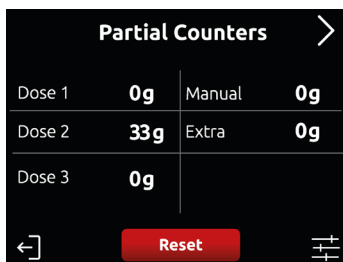 Partial Counters
Dose 1 0g Manual 0g
Dose 2 33g Extra 0g
Dose 3 0g
Reset